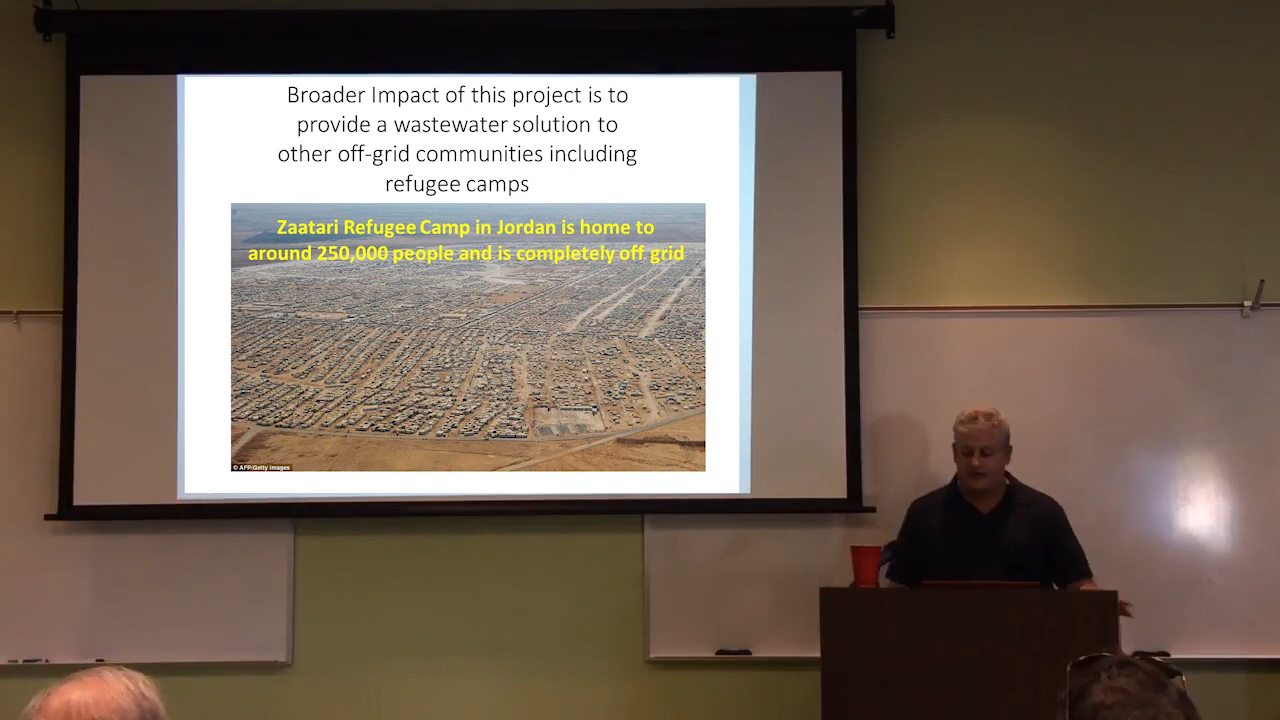 Broader Impact of this project is to
provide a wastewater solution to
other off-grid communities including
refugee camps
Zaatari Refugee Camp in Jordan is home to
around 250,000 people and is completely off grid
© AFP/Getty Images